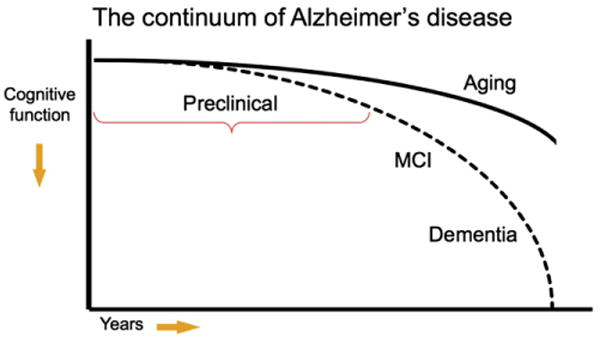 The continuum of Alzheimer's disease
Cognitive
function
Preclinical
Aging
MCI
Dementia
Years